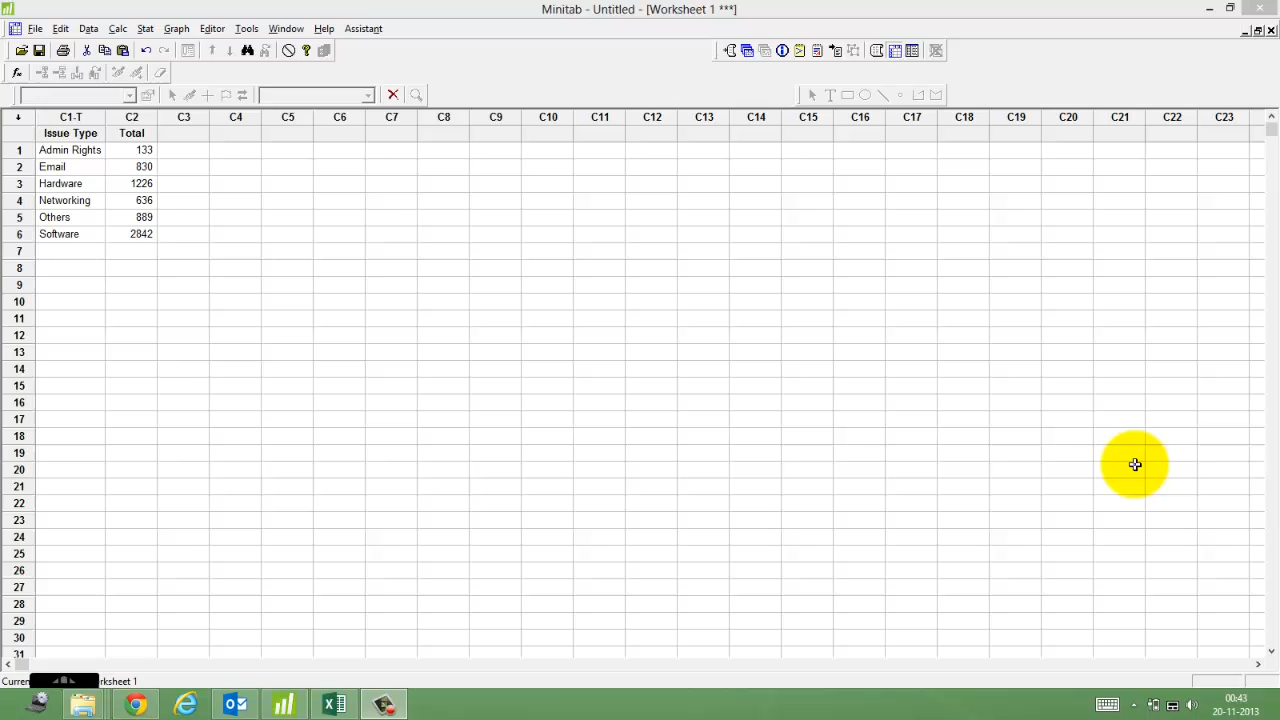 Minitab - Untitled - [Worksheet 1 ***]
File Edit Data Calc Stat Graph Editor Tools Window Help Assistant
C1-T C2 C3 C4 C5 C6 C7 C8 C9 C10 C11 C12 C13 C14 C15 C16 C17 C18 C19 C20 C21 C22 C23
Issue Type Total
1 Admin Rights 133
2 Email 830
3 Hardware 1226
4 Networking 636
5 Others 889
6 Software 2842
7
8
9
10
11
12
13
14
15
16
17
18
19
20
21
22
23
24
25
26
27
28
29
30
31
Curren rksheet 1
00:43
20-11-2013